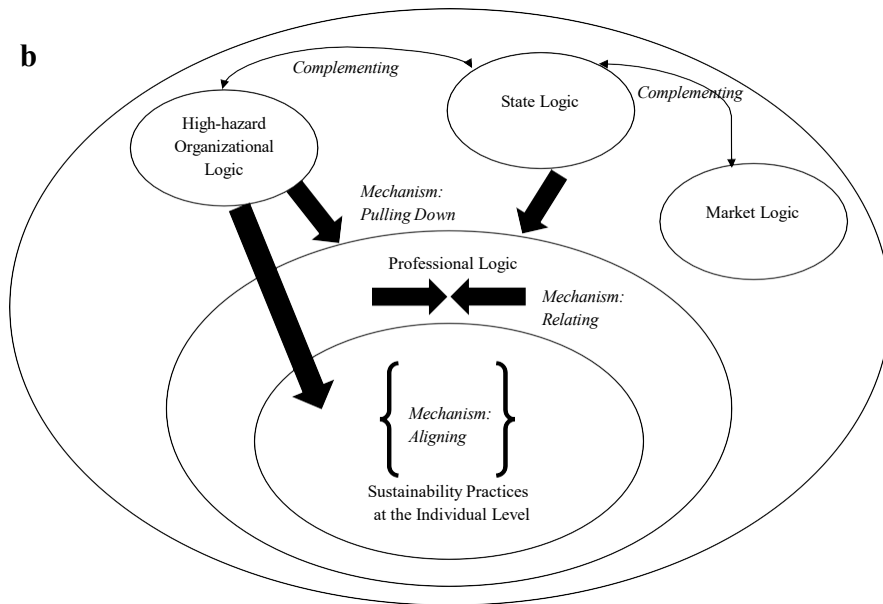 b
Complementing
State Logic
Complementing
High-hazard
Organizational
Logic
Mechanism:
Pulling Down
Market Logic
Professional Logic
Mechanism:
Relating
Mechanism:
Aligning
Sustainability Practices
at the Individual Level